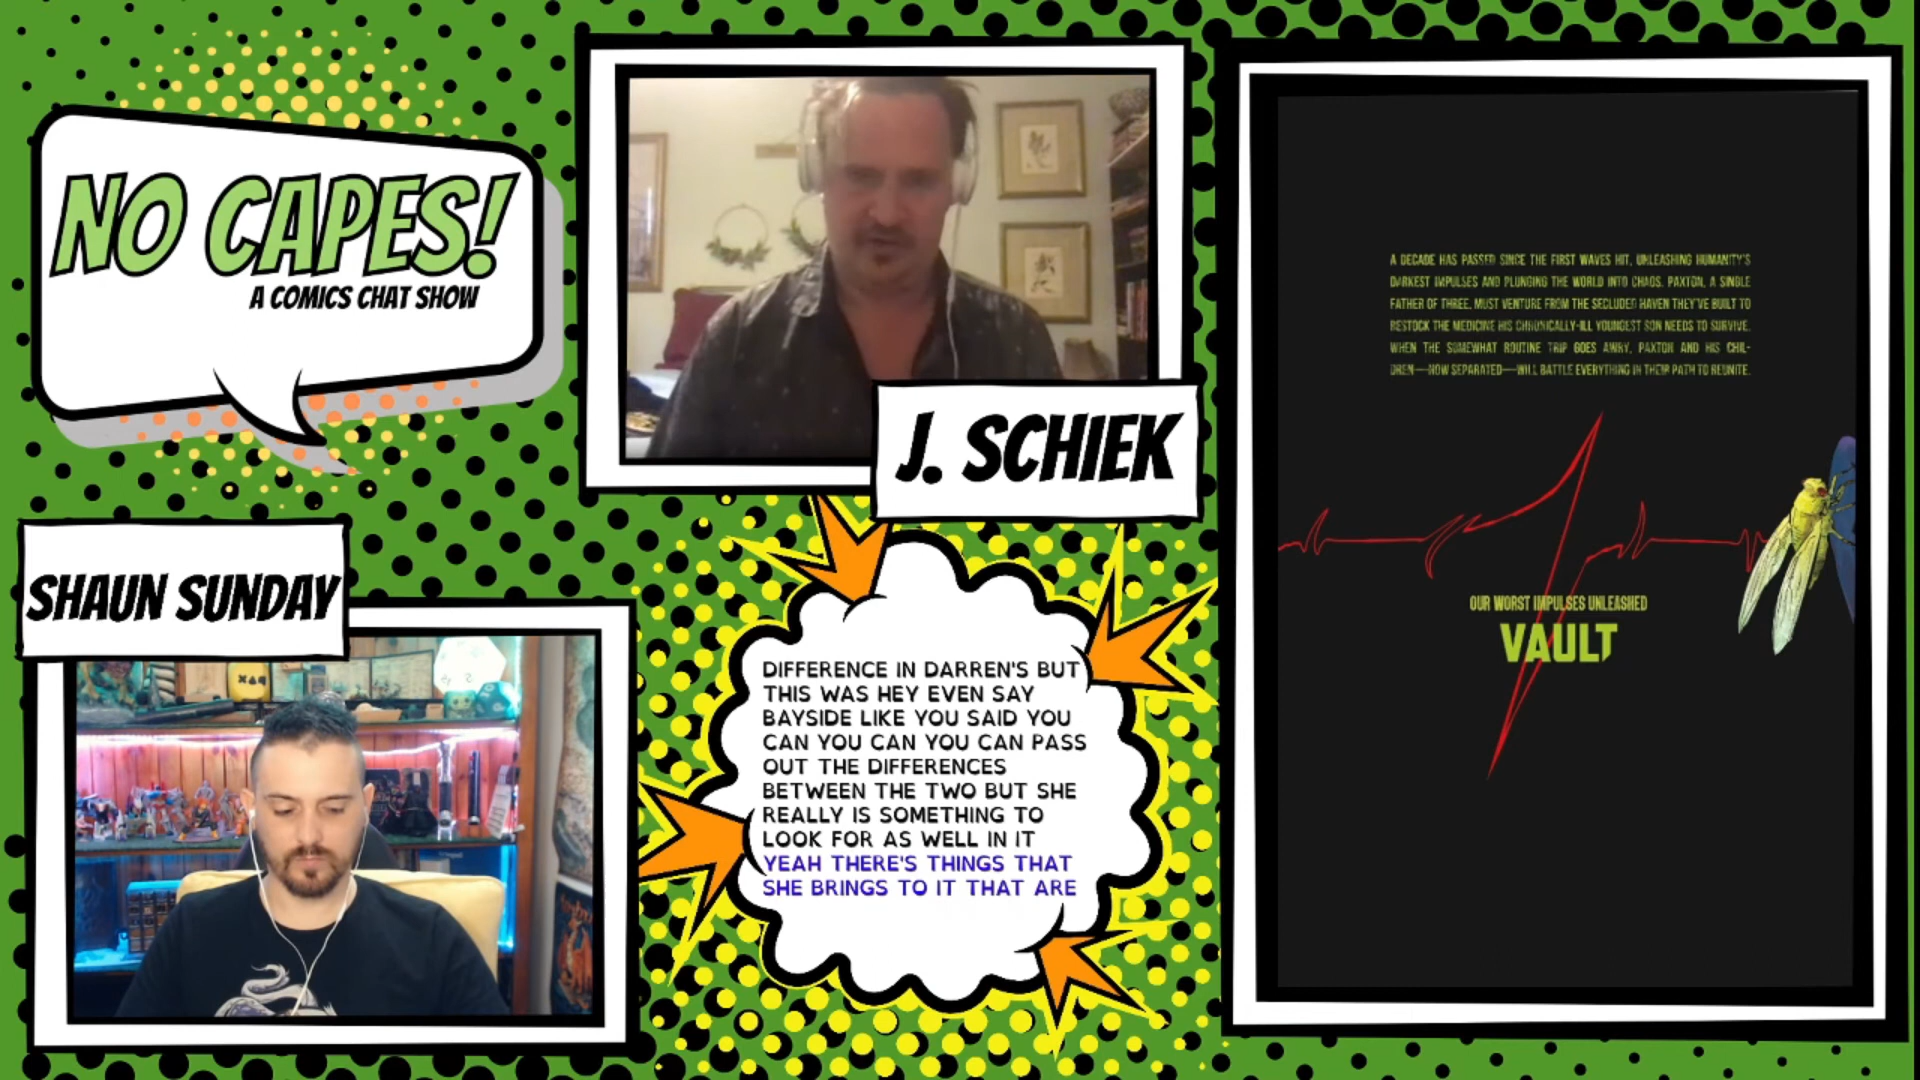 NO CAPES!
A COMICS CHAT SHOW
J. SCHIEK
SHAUN SUNDAY
DIFFERENCE IN DARREN'S BUT
THIS WAS HEY EVEN SAY
BAYSIDE LIKE YOU SAID YOU
CAN YOU CAN YOU CAN PASS
OUT THE DIFFERENCES
BETWEEN THE TWO BUT SHE
REALLY IS SOMETHING TO
LOOK FOR AS WELL IN IT
YEAH THERE'S THINGS THAT
SHE BRINGS TO IT THAT ARE
A DECADE HAS PASSED SINCE THE FIRST WAVES HIT, UNLEASHING HUMANITY'S
DARKEST IMPULSES AND PLUNGING THE WORLD INTO CHAOS. PAXTON, A SINGLE
FATHER OF THREE, MUST VENTURE FROM THE SECLUDED HAVEN THEY'VE BUILT TO
RESTOCK THE MEDICINE HIS CHRONICALLY-ILL YOUNGEST SON NEEDS TO SURVIVE.
WHEN THE SOMEWHAT ROUTINE TRIP GOES AWRY, PAXTON AND HIS CHIL-
DREN—NOW SEPARATED—WILL BATTLE EVERYTHING IN THEIR PATH TO REUNITE.
OUR WORST IMPULSES UNLEASHED
VAULT